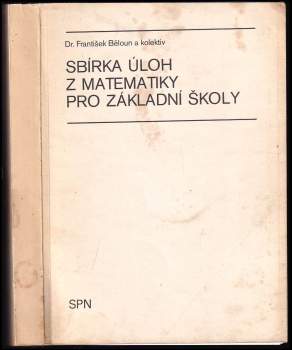 Dr. František Běloun a kolektiv
SBÍRKA ÚLOH
Z MATEMATIKY
PRO ZÁKLADNÍ ŠKOLY
SPN